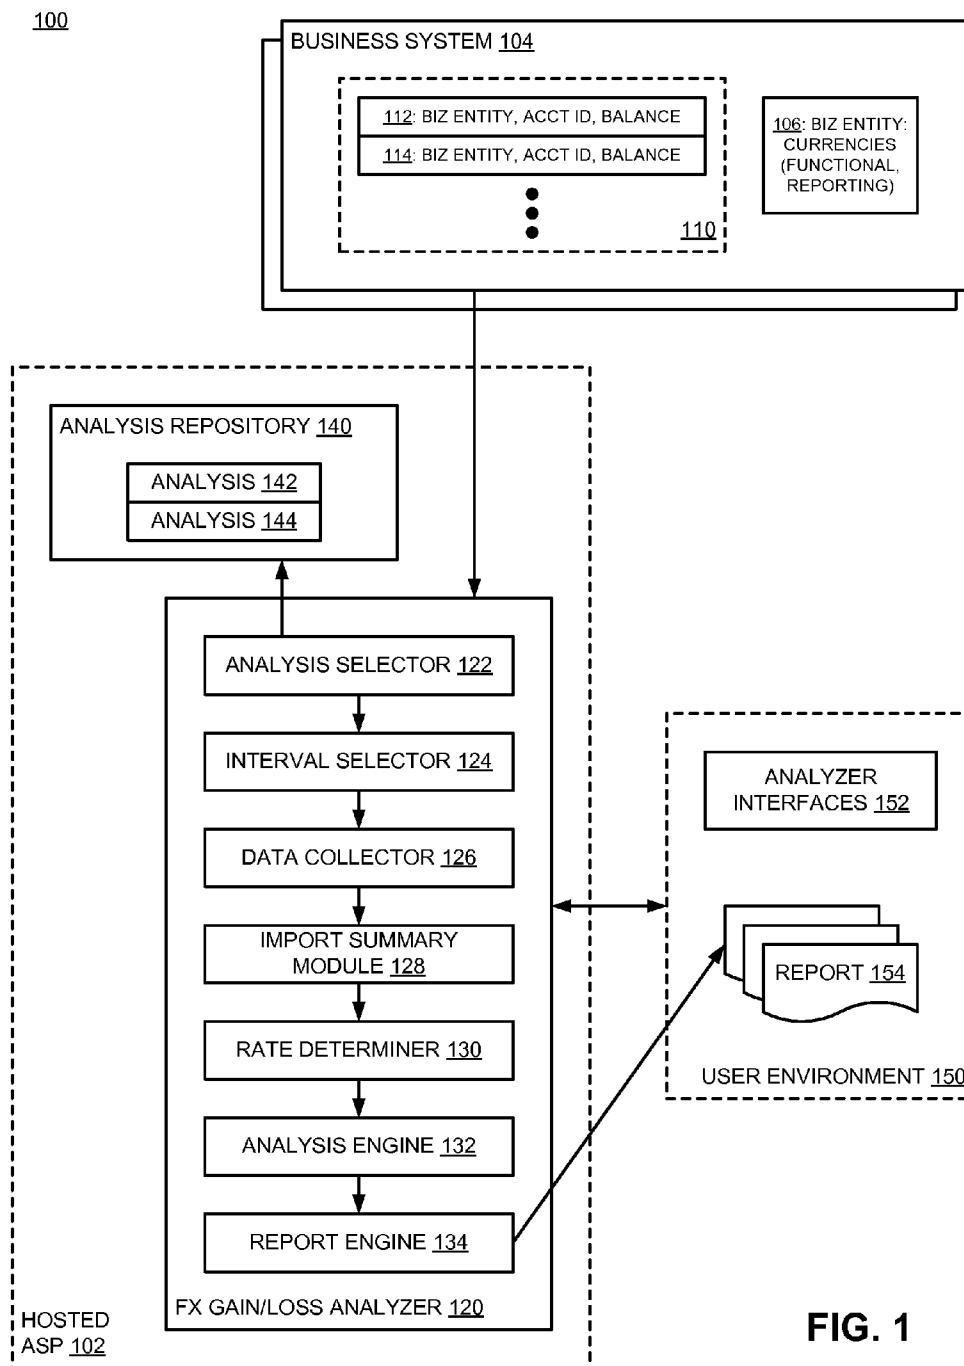 100
BUSINESS SYSTEM 104
112: BIZ ENTITY, ACCT ID, BALANCE
114: BIZ ENTITY, ACCT ID, BALANCE
110
106: BIZ ENTITY:
CURRENCIES
(FUNCTIONAL,
REPORTING)
ANALYSIS REPOSITORY 140
ANALYSIS 142
ANALYSIS 144
ANALYSIS SELECTOR 122
INTERVAL SELECTOR 124
DATA COLLECTOR 126
IMPORT SUMMARY
MODULE 128
RATE DETERMINER 130
ANALYSIS ENGINE 132
REPORT ENGINE 134
FX GAIN/LOSS ANALYZER 120
HOSTED
ASP 102
ANALYZER
INTERFACES 152
REPORT 154
USER ENVIRONMENT 150
FIG. 1